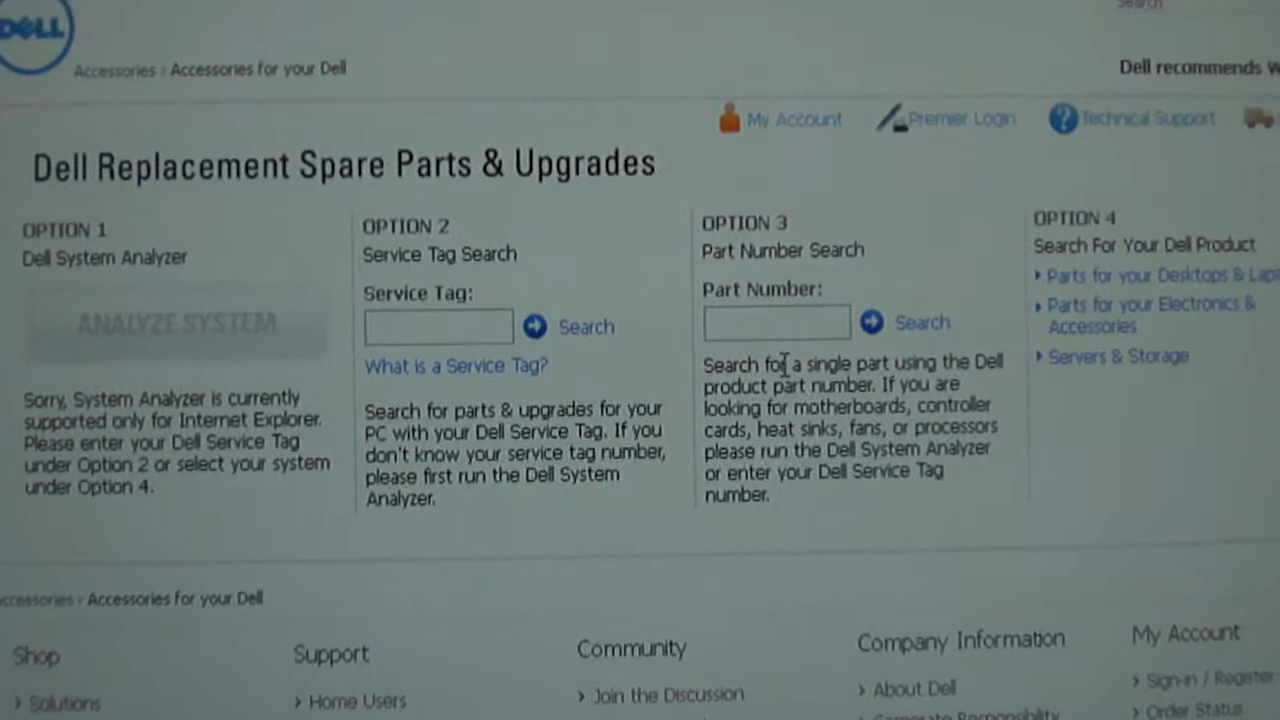 Search
DELL
Accessories › Accessories for your Dell
Dell recommends
My Account
Premier Login
Technical Support
Dell Replacement Spare Parts & Upgrades
OPTION 1
Dell System Analyzer
ANALYZE SYSTEM
Sorry, System Analyzer is currently
supported only for Internet Explorer.
Please enter your Dell Service Tag
under Option 2 or select your system
under Option 4.
OPTION 2
Service Tag Search
Service Tag:
Search
What is a Service Tag?
Search for parts & upgrades for your
PC with your Dell Service Tag. If you
don't know your service tag number,
please first run the Dell System
Analyzer.
OPTION 3
Part Number Search
Part Number:
Search
Search for a single part using the Dell
product part number. If you are
looking for motherboards, controller
cards, heat sinks, fans, or processors
please run the Dell System Analyzer
or enter your Dell Service Tag
number.
OPTION 4
Search For Your Dell Product
Parts for your Desktops & Lap
Parts for your Electronics &
Accessories
Servers & Storage
ccessories › Accessories for your Dell
Shop
› Solutions
Support
› Home Users
Community
› Join the Discussion
Company Information
› About Dell
Corporate Responsibility
My Account
› Sign-in / Register
› Order Status